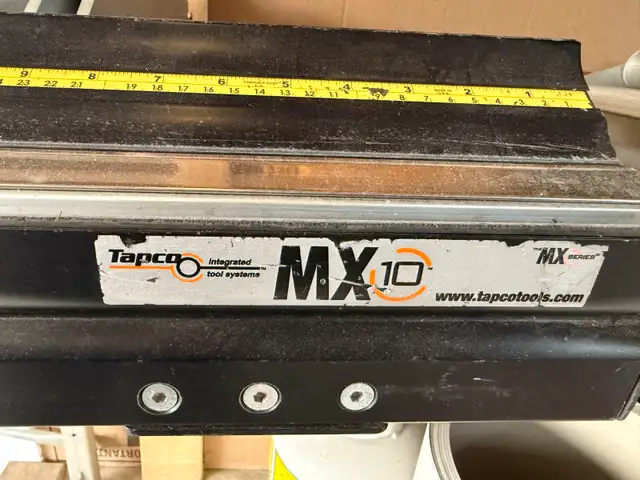 9 8 7 6 5 4 3 2 1
24 23 22 21 19 18 17 16 15 14 13 12 11 9 8 7 6 5 4 3 2 1
Tapco
integrated
tool systems
MX10
MX SERIES
www.tapcotools.com
PORTANT